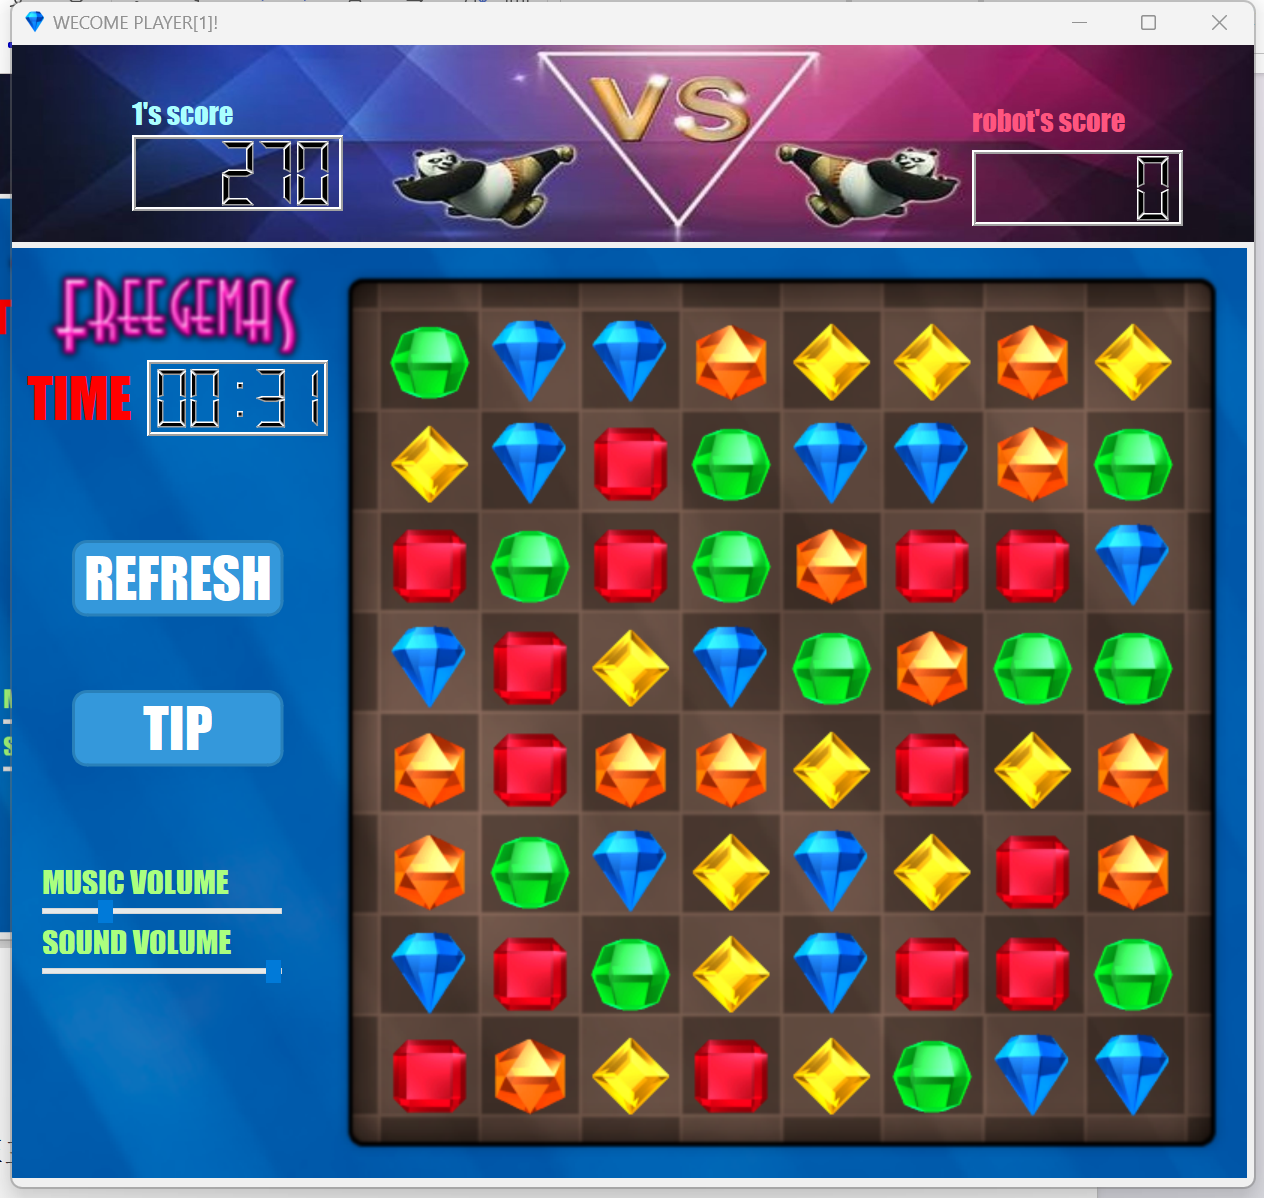 WECOME PLAYER[1]!
VS
1's score
robot's score
270
0
FREEGEMAS
TIME 00:31
REFRESH
TIP
MUSIC VOLUME
SOUND VOLUME